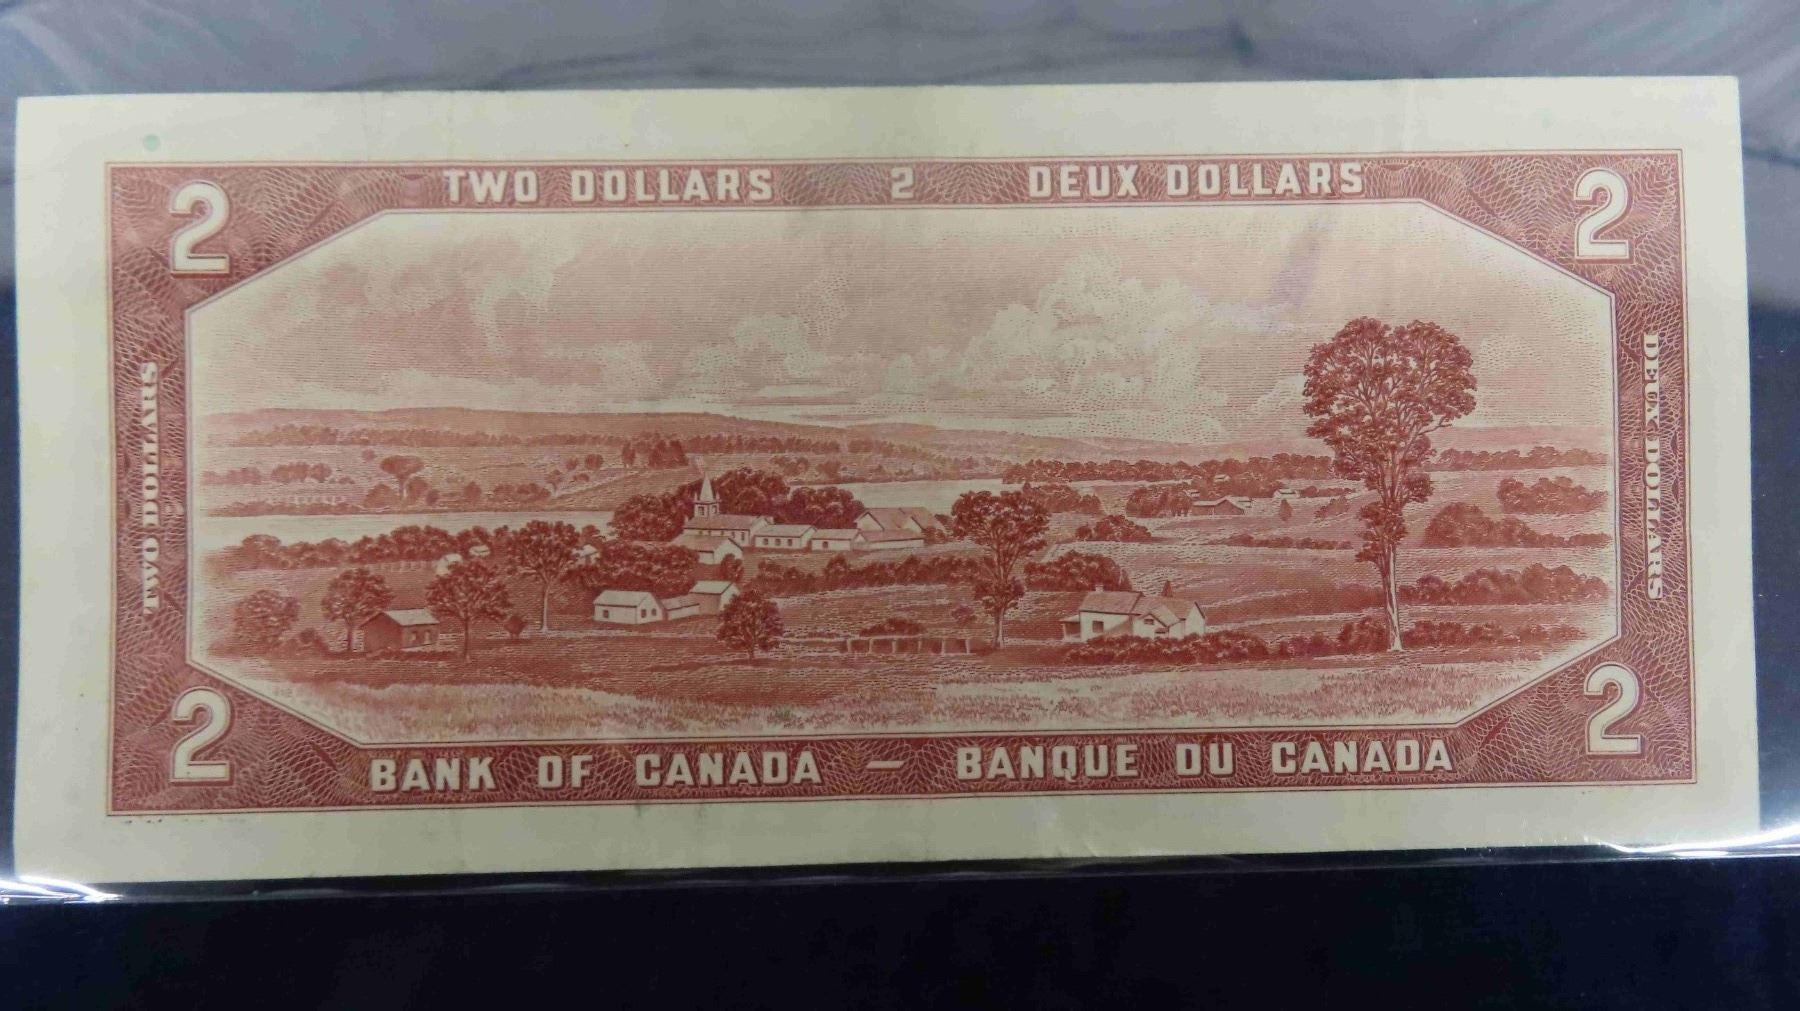 TWO DOLLARS 2 DEUX DOLLARS
2 2
TWO DOLLARS
DEUX DOLLARS
2 2
BANK OF CANADA — BANQUE DU CANADA